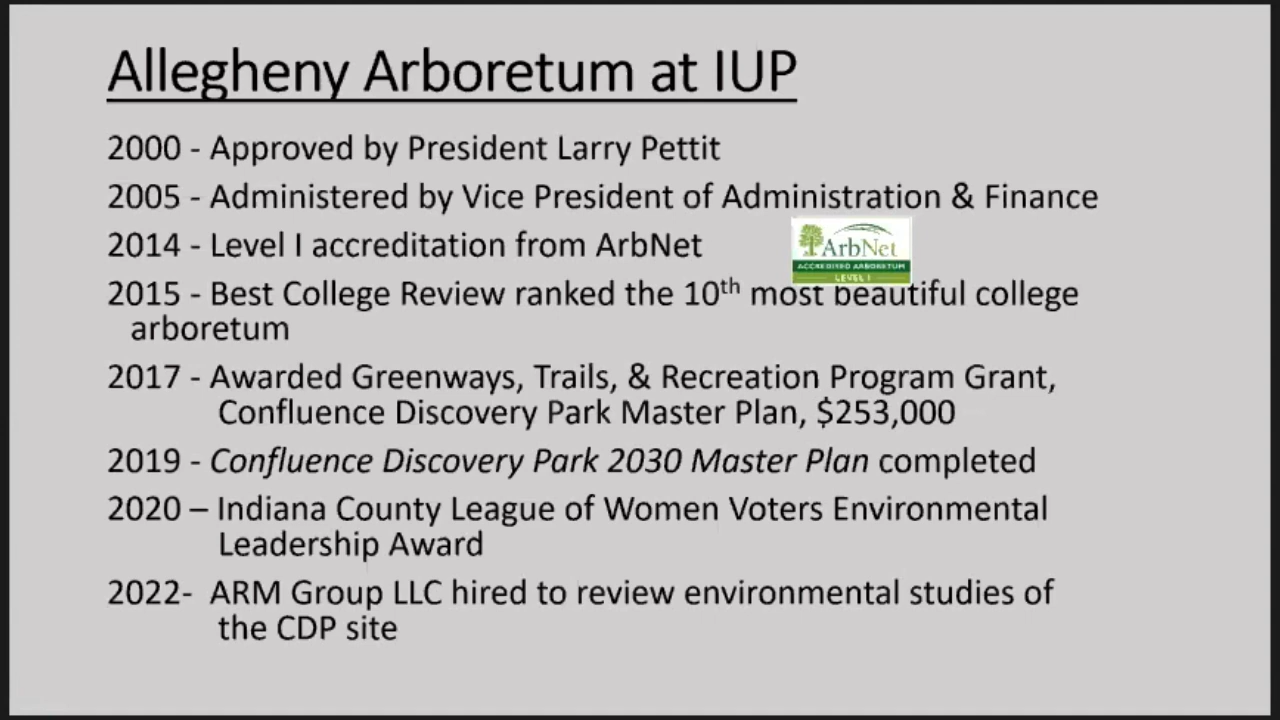 Allegheny Arboretum at IUP
2000 - Approved by President Larry Pettit
2005 - Administered by Vice President of Administration & Finance
2014 - Level I accreditation from ArbNet
ArbNet
ACCREDITED ARBORETUM
LEVEL I
2015 - Best College Review ranked the 10th most beautiful college
arboretum
2017 - Awarded Greenways, Trails, & Recreation Program Grant,
Confluence Discovery Park Master Plan, $253,000
2019 - Confluence Discovery Park 2030 Master Plan completed
2020 – Indiana County League of Women Voters Environmental
Leadership Award
2022- ARM Group LLC hired to review environmental studies of
the CDP site